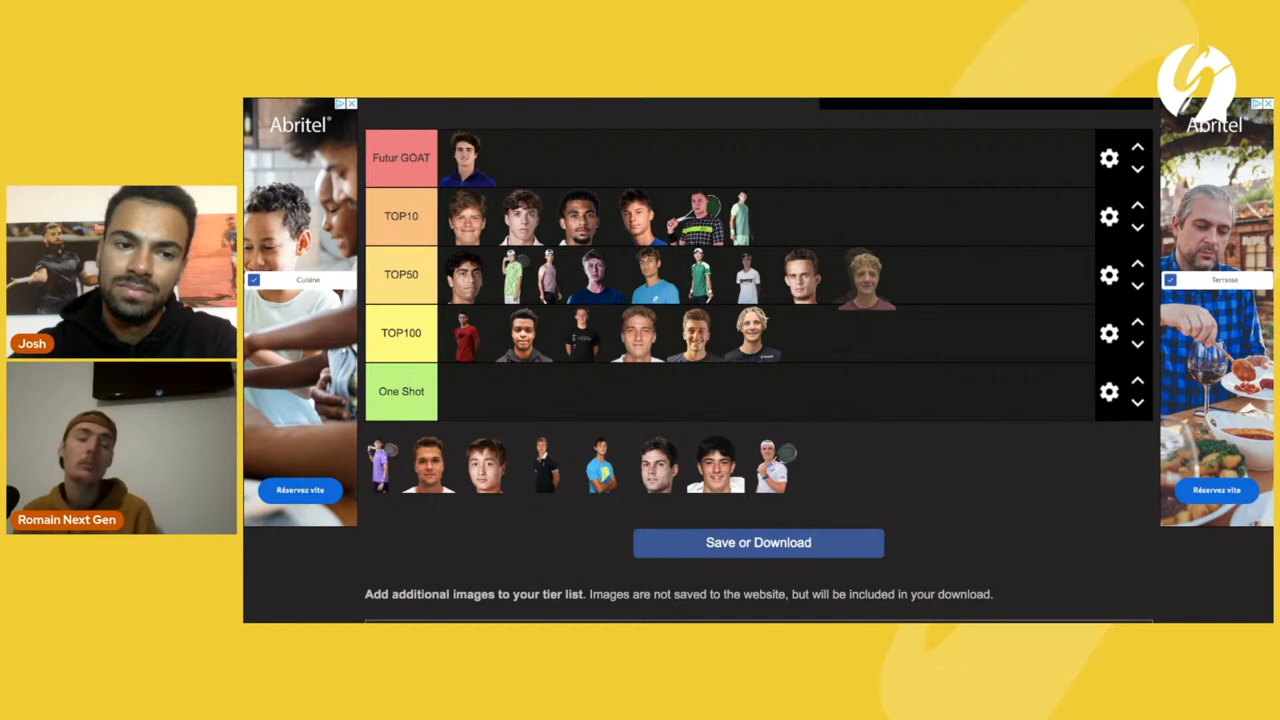 Abritel®
Cuisine
Réservez vite
Josh
Romain Next Gen
Futur GOAT
TOP10
TOP50
TOP100
One Shot
Save or Download
Add additional images to your tier list. Images are not saved to the website, but will be included in your download.
Abritel
Terrasse
Réservez vite